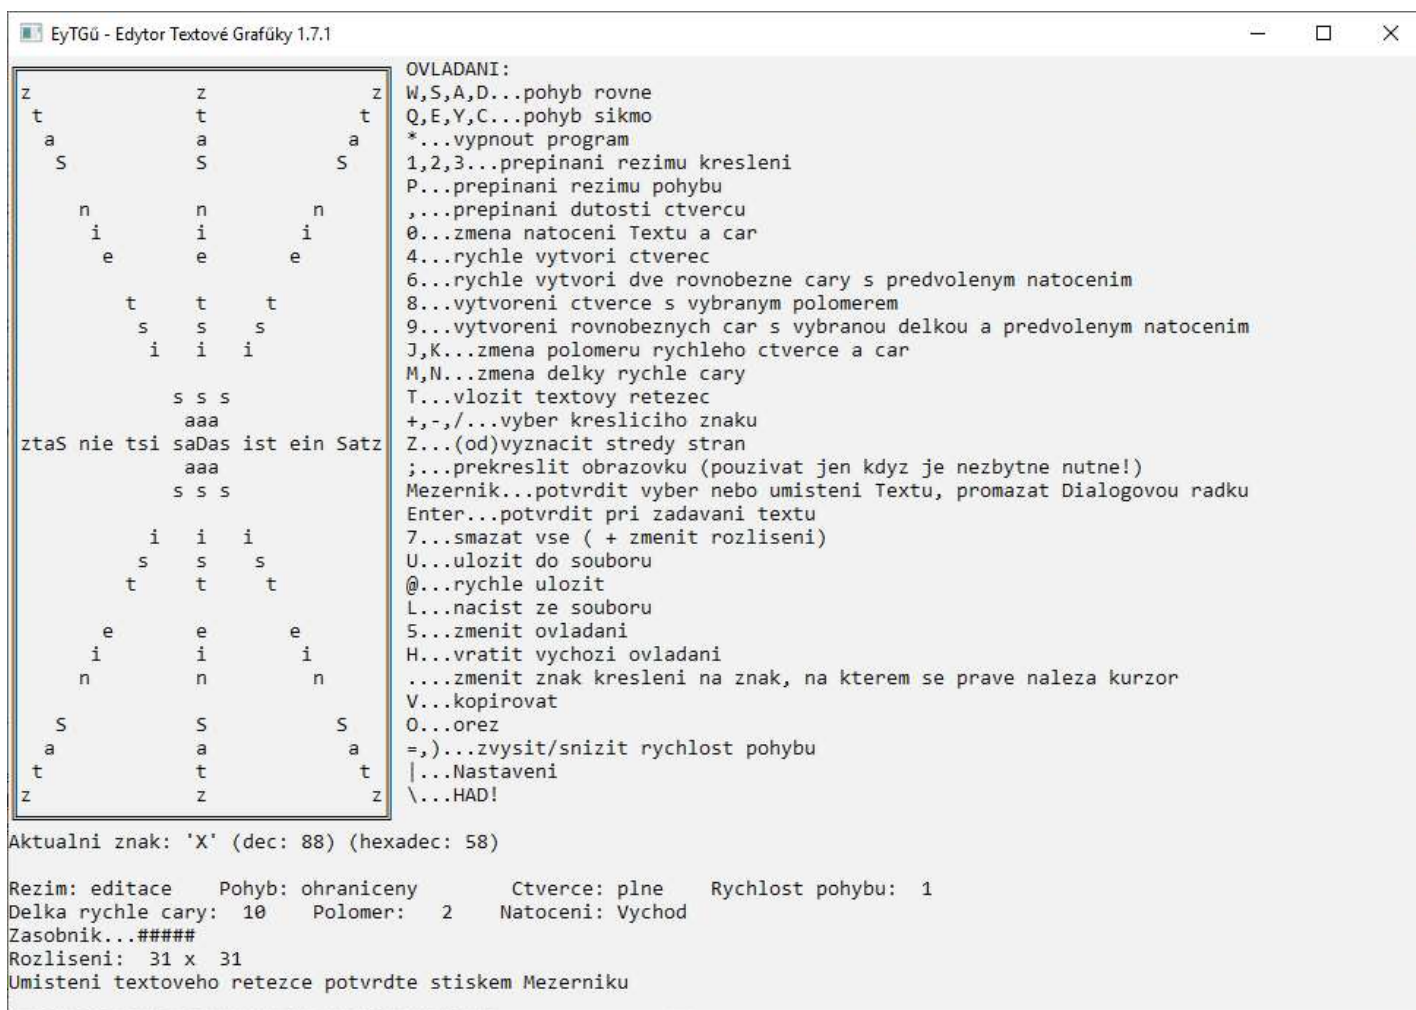 EyTGű - Edytor Textové Grafűky 1.7.1
OVLADANI:
z              z              z W,S,A,D...pohyb rovne
 t             t             t  Q,E,Y,C...pohyb sikmo
  a            a            a   *...vypnout program
   S           S           S    1,2,3...prepinani rezimu kresleni
P...prepinani rezimu pohybu
     n         n         n      ,...prepinani dutosti ctvercu
      i        i        i       0...zmena natoceni Textu a car
       e       e       e        4...rychle vytvori ctverec
6...rychle vytvori dve rovnobezne cary s predvolenym natocenim
         t     t     t          8...vytvoreni ctverce s vybranym polomerem
          s    s    s           9...vytvoreni rovnobeznych car s vybranou delkou a predvolenym natocenim
           i   i   i            J,K...zmena polomeru rychleho ctverce a car
M,N...zmena delky rychle cary
             s s s              T...vlozit textovy retezec
              aaa               +,-,/...vyber kresliciho znaku
ztaS nie tsi saDas ist ein Satz Z...(od)vyznacit stredy stran
              aaa               ;...prekreslit obrazovku (pouzivat jen kdyz je nezbytne nutne!)
             s s s              Mezernik...potvrdit vyber nebo umisteni Textu, promazat Dialogovou radku
Enter...potvrdit pri zadavani textu
           i   i   i            7...smazat vse ( + zmenit rozliseni)
          s    s    s           U...ulozit do souboru
         t     t     t          @...rychle ulozit
L...nacist ze souboru
       e       e       e        5...zmenit ovladani
      i        i        i       H...vratit vychozi ovladani
     n         n         n      ....zmenit znak kresleni na znak, na kterem se prave naleza kurzor
V...kopirovat
   S           S           S    O...orez
  a            a            a   =,)...zvysit/snizit rychlost pohybu
 t             t             t  |...Nastaveni
z              z              z \...HAD!
Aktualni znak: 'X' (dec: 88) (hexadec: 58)
Rezim: editace    Pohyb: ohraniceny        Ctverce: plne    Rychlost pohybu:  1
Delka rychle cary:  10    Polomer:   2    Natoceni: Vychod
Zasobnik...#####
Rozliseni:  31 x  31
Umisteni textoveho retezce potvrdte stiskem Mezerniku